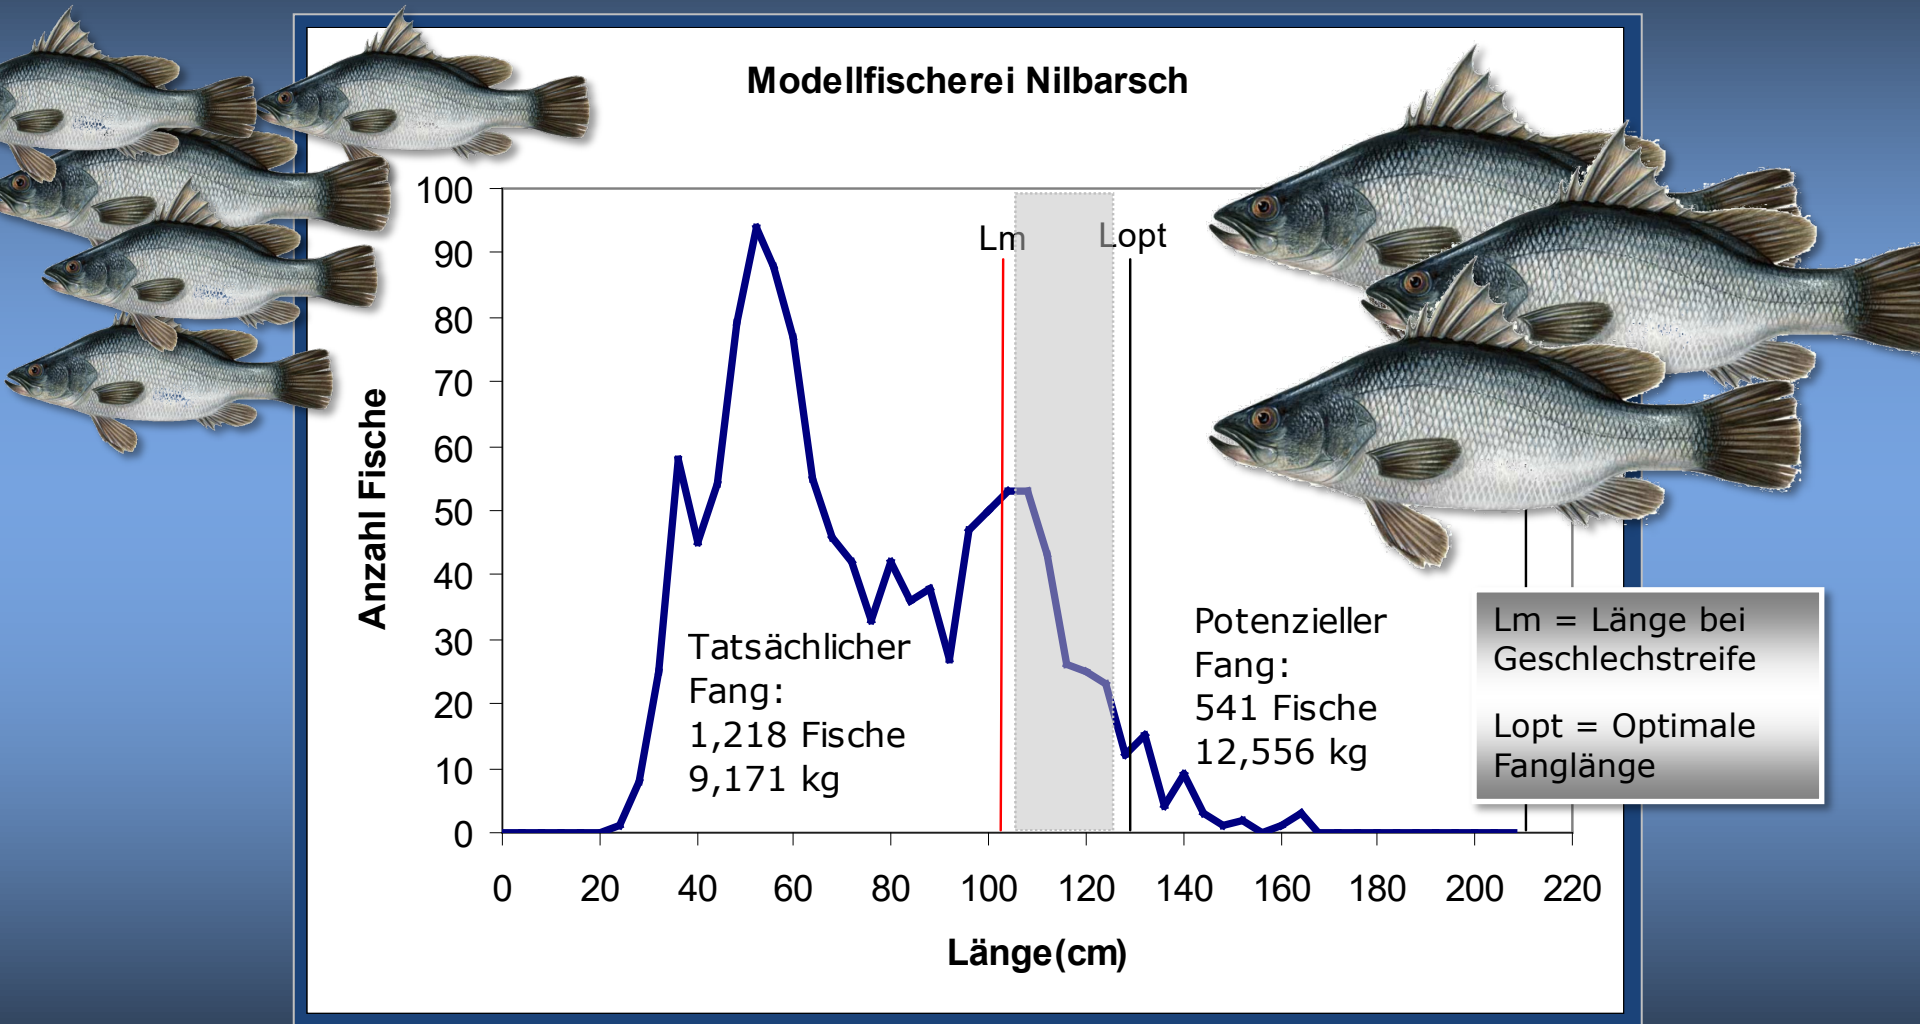 Modellfischerei Nilbarsch
100
90
80
70
60
50
40
30
20
10
0
Anzahl Fische
Lm
Lopt
Tatsächlicher
Fang:
1,218 Fische
9,171 kg
Potenzieller
Fang:
541 Fische
12,556 kg
Lm = Länge bei
Geschlechstreife
Lopt = Optimale
Fanglänge
0 20 40 60 80 100 120 140 160 180 200 220
Länge(cm)